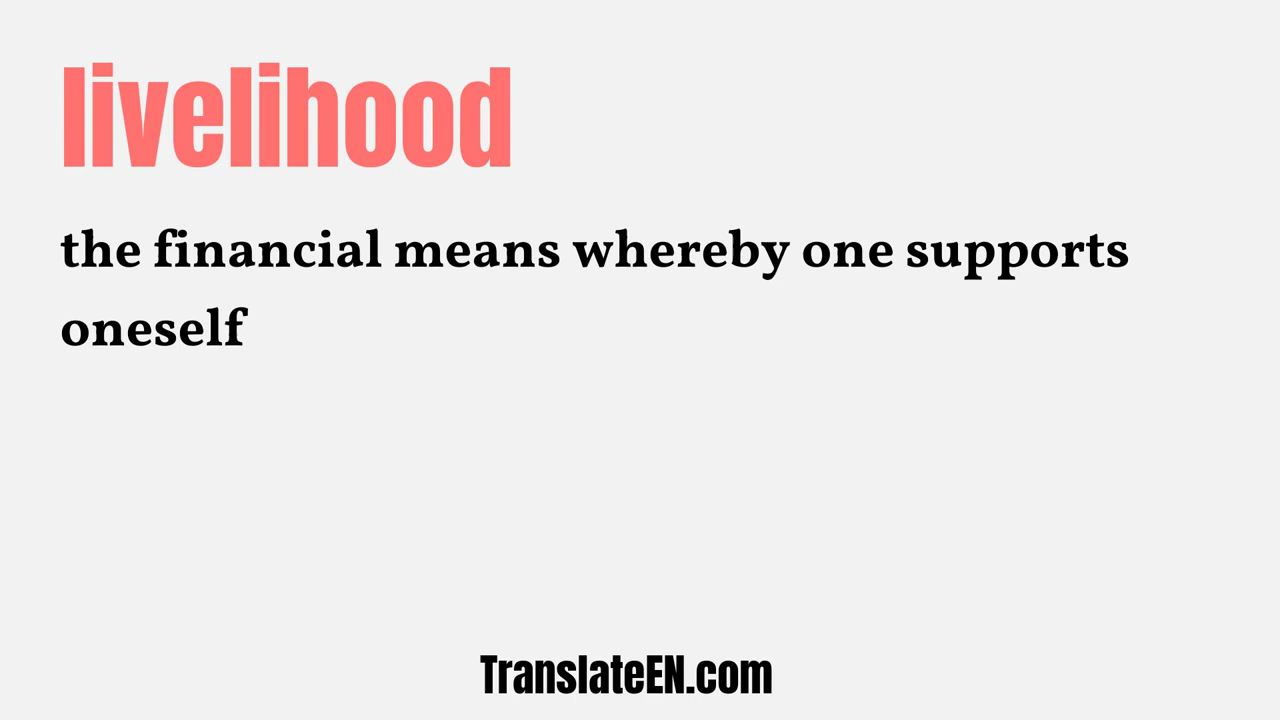 livelihood
the financial means whereby one supports
oneself
TranslateEN.com